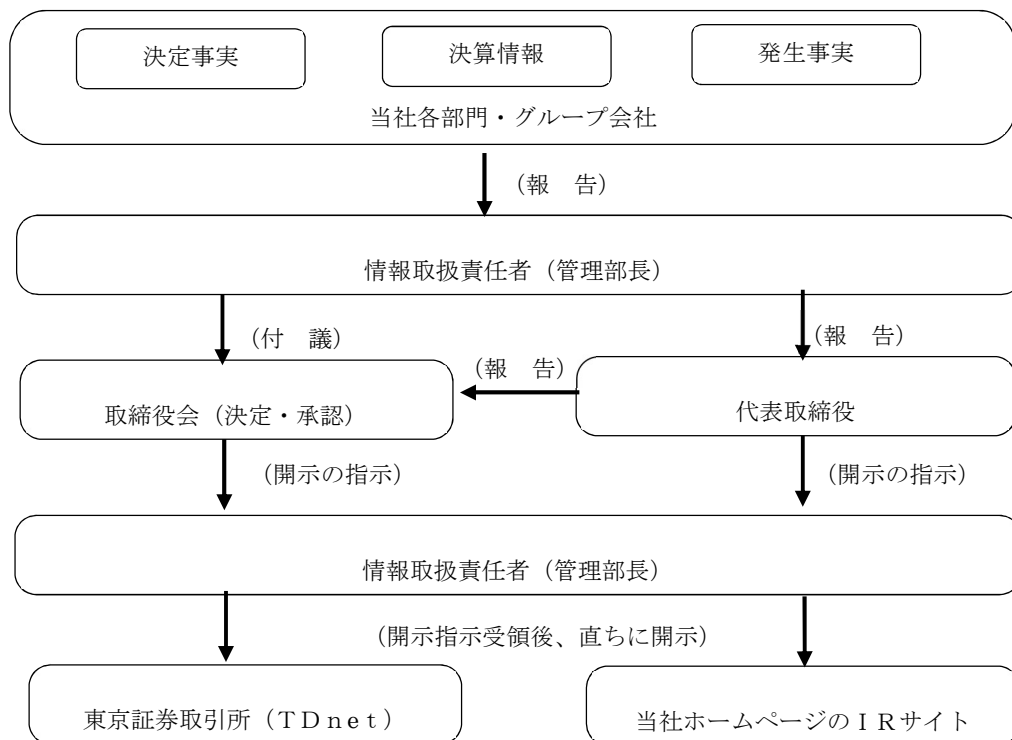 決定事実
決算情報
発生事実
当社各部門・グループ会社
（報　告）
情報取扱責任者（管理部長）
（付　議）
（報　告）
（報　告）
取締役会（決定・承認）
代表取締役
（開示の指示）
（開示の指示）
情報取扱責任者（管理部長）
（開示指示受領後、直ちに開示）
東京証券取引所（ＴＤｎｅｔ）
当社ホームページのＩＲサイト